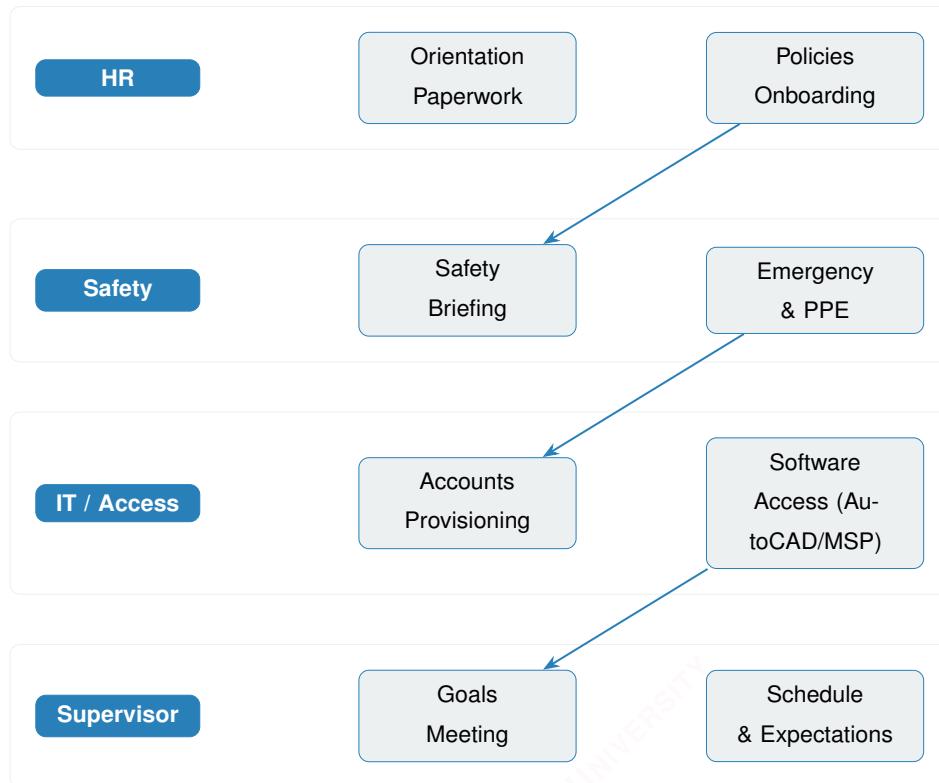 HR
Orientation
Paperwork
Policies
Onboarding
Safety
Safety
Briefing
Emergency
& PPE
IT / Access
Accounts
Provisioning
Software
Access (Au-
toCAD/MSP)
Supervisor
Goals
Meeting
Schedule
& Expectations
UNIVERSITY